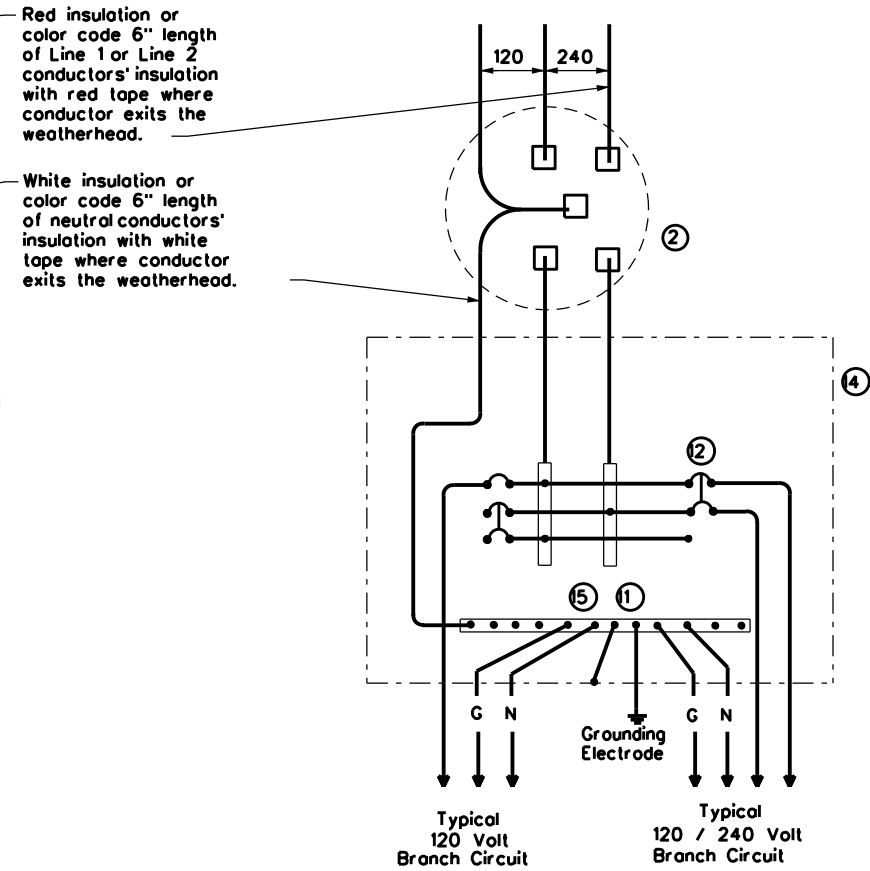 Red insulation or
color code 6" length
of Line 1 or Line 2
conductors' insulation
with red tape where
conductor exits the
weatherhead.
120
240
White insulation or
color code 6" length
of neutral conductors'
insulation with white
tape where conductor
exits the weatherhead.
2
14
12
15
11
G
N
G
N
Grounding
Electrode
Typical
120 Volt
Branch Circuit
Typical
120 / 240 Volt
Branch Circuit